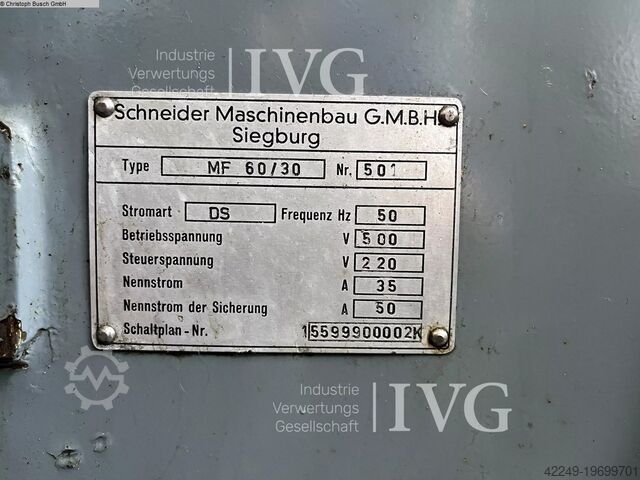 © Christoph Busch GmbH
Industrie
Verwertungs
Gesellschaft
IVG
Schneider Maschinenbau G.M.B.H.
Siegburg
Type MF 60/30 Nr. 501
Stromart DS Frequenz Hz 50
Betriebsspannung V 500
Steuerspannung V 220
Nennstrom A 35
Nennstrom der Sicherung A 50
Schaltplan-Nr. 15599900002K
Industrie
Verwertungs
Gesellschaft
IVG
42249-19699701